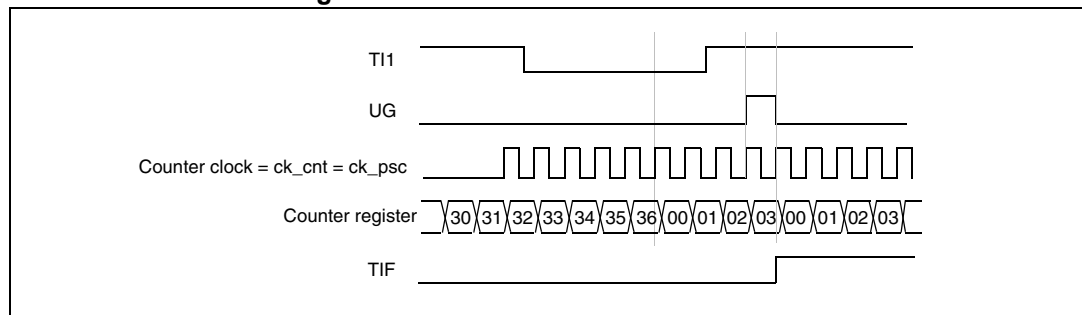 TI1
UG
Counter clock = ck_cnt = ck_psc
Counter register 30 31 32 33 34 35 36 00 01 02 03 00 01 02 03
TIF